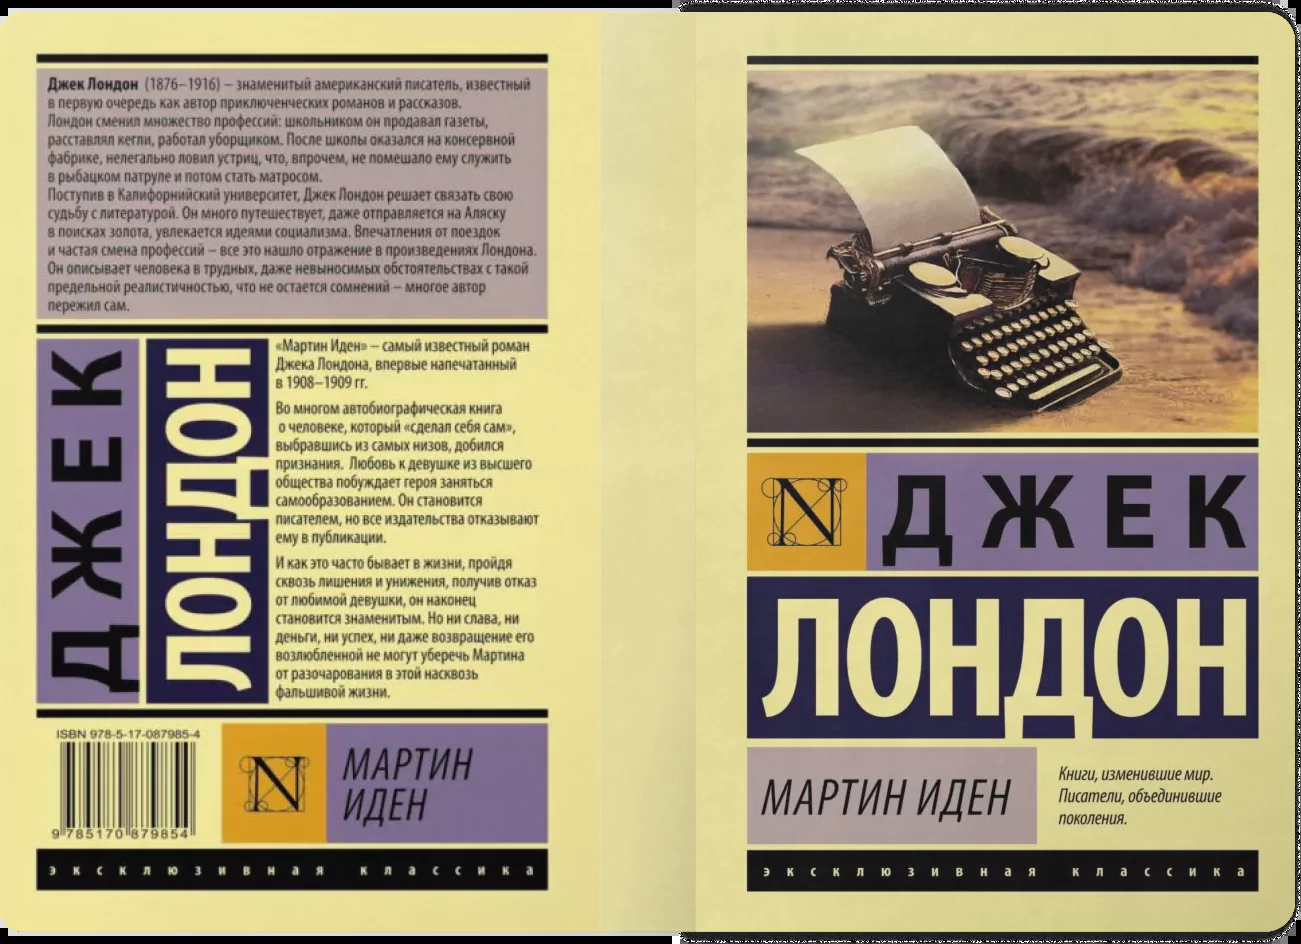 Джек Лондон (1876–1916) – знаменитый американский писатель, известный
в первую очередь как автор приключенческих романов и рассказов.
Лондон сменил множество профессий: школьником он продавал газеты,
расставлял кегли, работал уборщиком. После школы оказался на консервной
фабрике, нелегально ловил устриц, что, впрочем, не помешало ему служить
в рыбацком патруле и потом стать матросом.
Поступив в Калифорнийский университет, Джек Лондон решает связать свою
судьбу с литературой. Он много путешествует, даже отправляется на Аляску
в поисках золота, увлекается идеями социализма. Впечатления от поездок
и частая смена профессий – все это нашло отражение в произведениях Лондона.
Он описывает человека в трудных, даже невыносимых обстоятельствах с такой
предельной реалистичностью, что не остается сомнений – многое автор
пережил сам.
ДЖЕК
ЛОНДОН
«Мартин Иден» – самый известный роман
Джека Лондона, впервые напечатанный
в 1908–1909 гг.
Во многом автобиографическая книга
о человеке, который «сделал себя сам»,
выбравшись из самых низов, добился
признания. Любовь к девушке из высшего
общества побуждает героя заняться
самообразованием. Он становится
писателем, но все издательства отказывают
ему в публикации.
И как это часто бывает в жизни, пройдя
сквозь лишения и унижения, получив отказ
от любимой девушки, он наконец
становится знаменитым. Но ни слава, ни
деньги, ни успех, ни даже возвращение его
возлюбленной не могут уберечь Мартина
от разочарования в этой насквозь
фальшивой жизни.
ISBN 978-5-17-087985-4
9 785170 879854
N
МАРТИН
ИДЕН
эксклюзивная классика
N ДЖЕК
ЛОНДОН
МАРТИН ИДЕН
Книги, изменившие мир.
Писатели, объединившие
поколения.
эксклюзивная классика